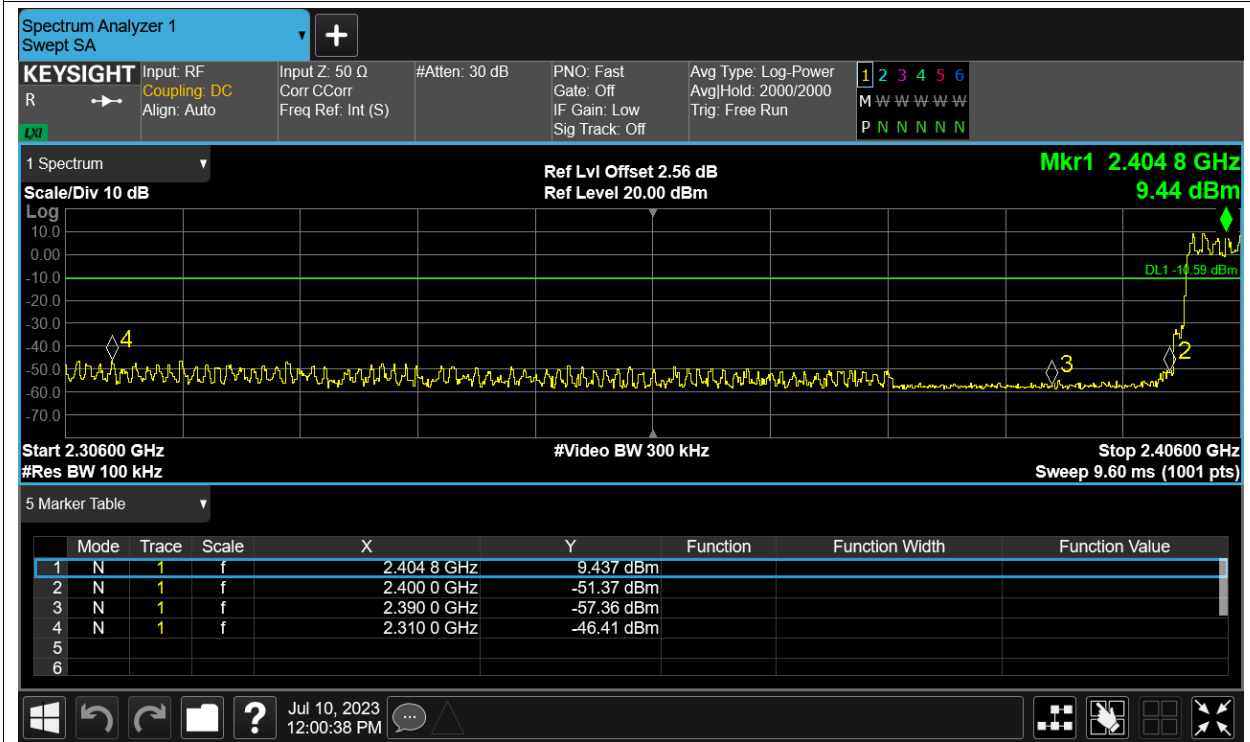 Spectrum Analyzer 1
Swept SA
+
KEYSIGHT Input: RF Input Z: 50 Ω #Atten: 30 dB PNO: Fast Avg Type: Log-Power 1 2 3 4 5 6
R Coupling: DC Corr CCorr Gate: Off Avg|Hold: 2000/2000 M W W W W W
Align: Auto Freq Ref: Int (S) IF Gain: Low Trig: Free Run
LXI Sig Track: Off P N N N N N
1 Spectrum Ref Lvl Offset 2.56 dB Mkr1 2.404 8 GHz
Scale/Div 10 dB Ref Level 20.00 dBm 9.44 dBm
Log
10.0
0.00
-10.0 DL1 -10.59 dBm
-20.0
-30.0
-40.0 4 2
-50.0 3
-60.0
-70.0
Start 2.30600 GHz #Video BW 300 kHz Stop 2.40600 GHz
#Res BW 100 kHz Sweep 9.60 ms (1001 pts)
5 Marker Table
Mode Trace Scale X Y Function Function Width Function Value
1 N 1 f 2.404 8 GHz 9.437 dBm
2 N 1 f 2.400 0 GHz -51.37 dBm
3 N 1 f 2.390 0 GHz -57.36 dBm
4 N 1 f 2.310 0 GHz -46.41 dBm
5
6
? Jul 10, 2023
12:00:38 PM